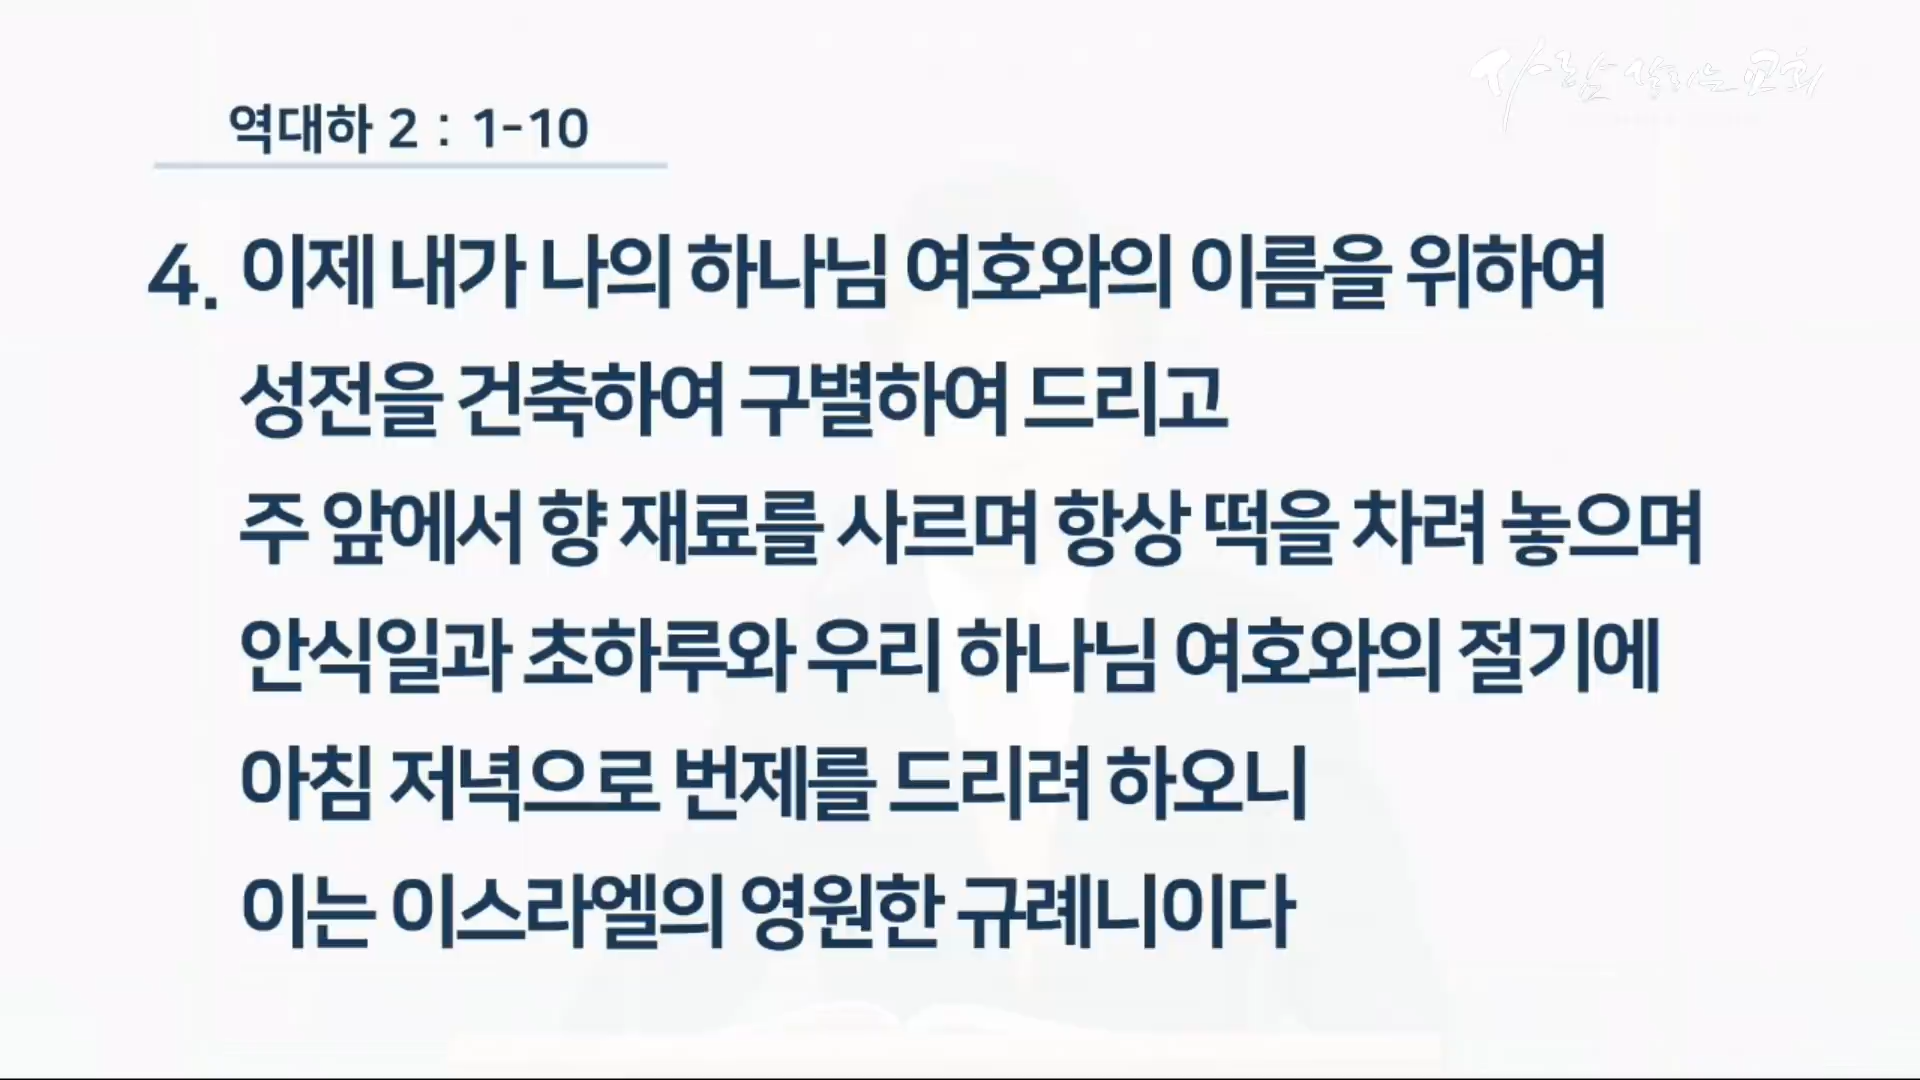 역대하 2 : 1-10
4. 이제 내가 나의 하나님 여호와의 이름을 위하여
성전을 건축하여 구별하여 드리고
주 앞에서 향 재료를 사르며 항상 떡을 차려 놓으며
안식일과 초하루와 우리 하나님 여호와의 절기에
아침 저녁으로 번제를 드리려 하오니
이는 이스라엘의 영원한 규례니이다